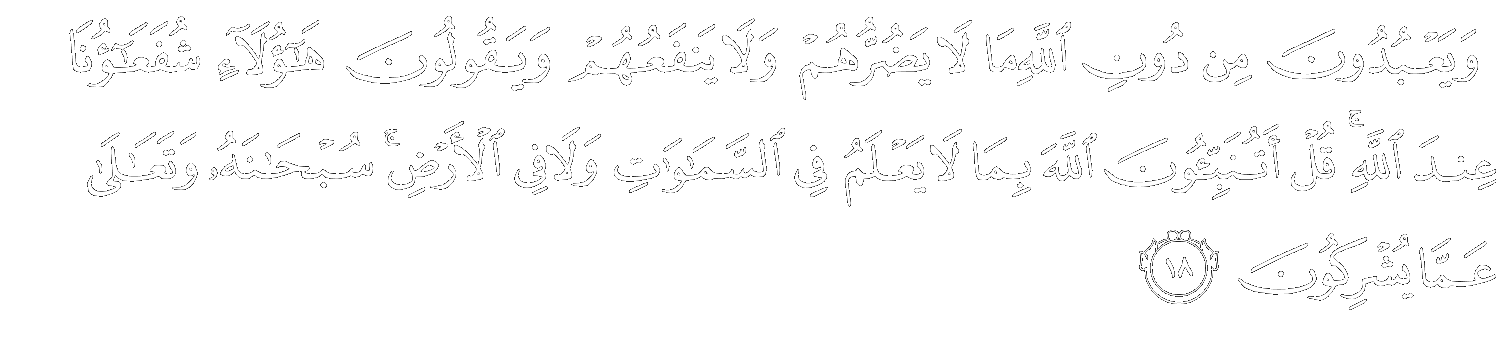 وَيَعْبُدُونَ مِن دُونِ ٱللَّهِ مَا لَا يَضُرُّهُمْ وَلَا يَنفَعُهُمْ وَيَقُولُونَ هَـٰٓؤُلَآءِ شُفَعَـٰٓؤُنَا
عِندَ ٱللَّهِ ۚ قُلْ أَتُنَبِّـُٔونَ ٱللَّهَ بِمَا لَا يَعْلَمُ فِى ٱلسَّمَـٰوَٰتِ وَلَا فِى ٱلْأَرْضِ ۚ سُبْحَـٰنَهُۥ وَتَعَـٰلَىٰ
عَمَّا يُشْرِكُونَ ١٨